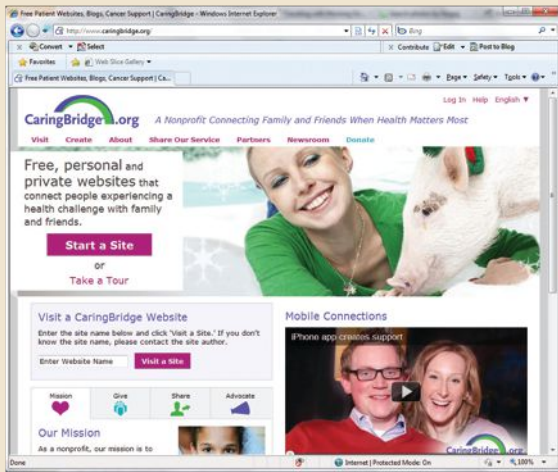 Free Patient Websites, Blogs, Cancer Support | CaringBridge - Windows Internet Explorer
http://www.caringbridge.org/
Bing
x Convert Select
x Contribute Edit Post to Blog
Favorites Web Slice Gallery
Free Patient Websites, Blogs, Cancer Support | Ca...
Page Safety Tools
Log In Help English
CaringBridge.org
A Nonprofit Connecting Family and Friends When Health Matters Most
Visit Create About Share Our Service Partners Newsroom Donate
Free, personal and
private websites that
connect people experiencing a
health challenge with family
and friends.
Start a Site
or
Take a Tour
Visit a CaringBridge Website
Enter the site name below and click 'Visit a Site.' If you don't
know the site name, please contact the site author.
Enter Website Name Visit a Site
Mission Give Share Advocate
Our Mission
As a nonprofit, our mission is to
Mobile Connections
iPhone app creates support
CaringBridge.org
Done
Internet | Protected Mode: On
100%